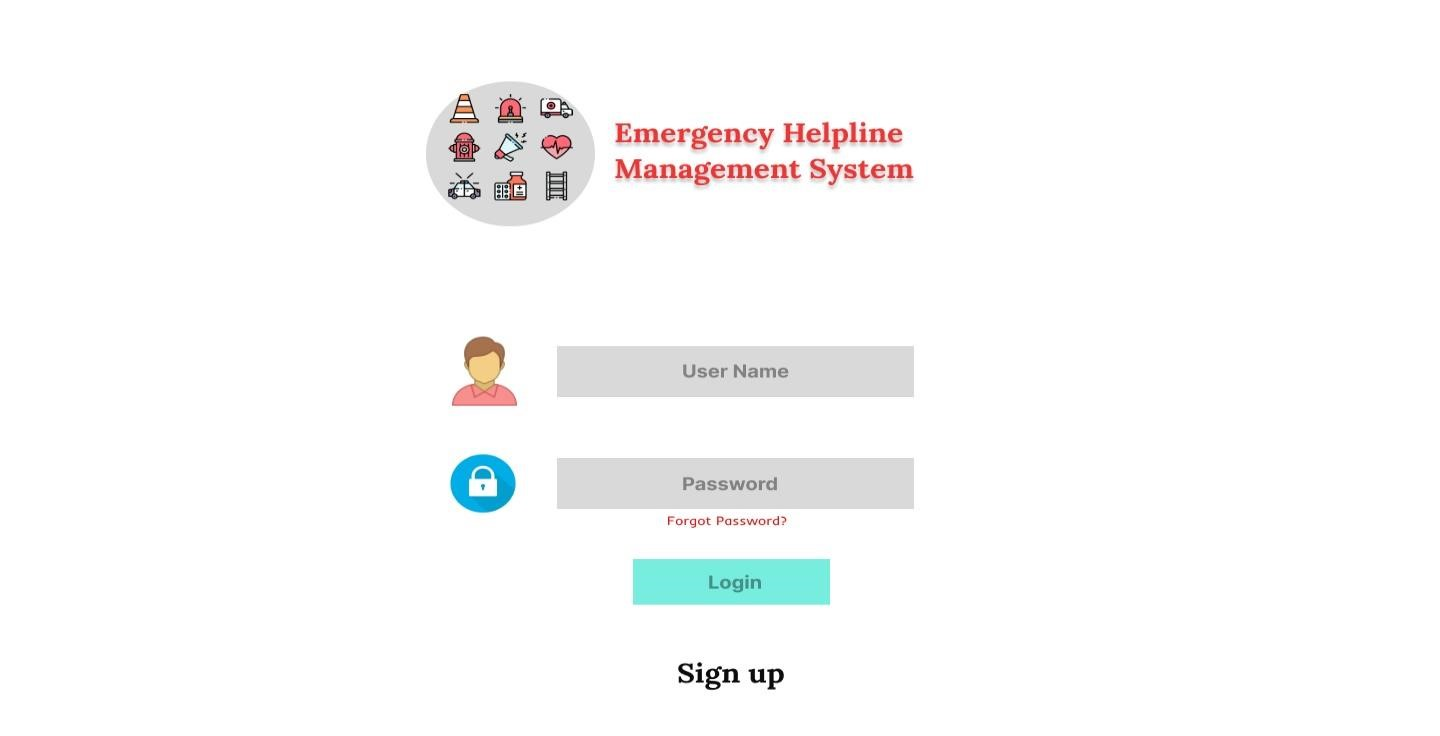 Emergency Helpline
Management System
User Name
Password
Forgot Password?
Login
Sign up